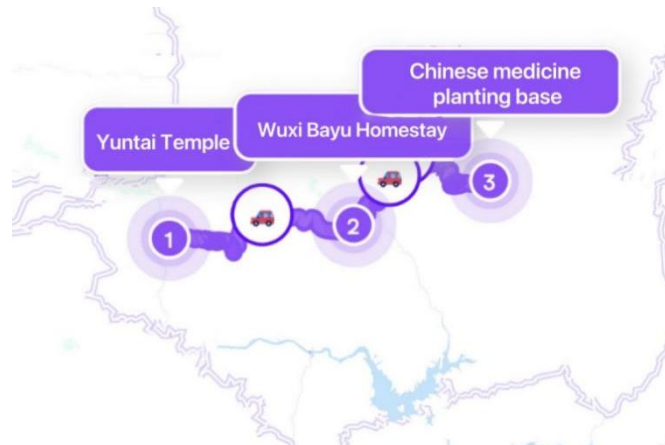 Chinese medicine
planting base
Wuxi Bayu Homestay
Yuntai Temple
1
2
3